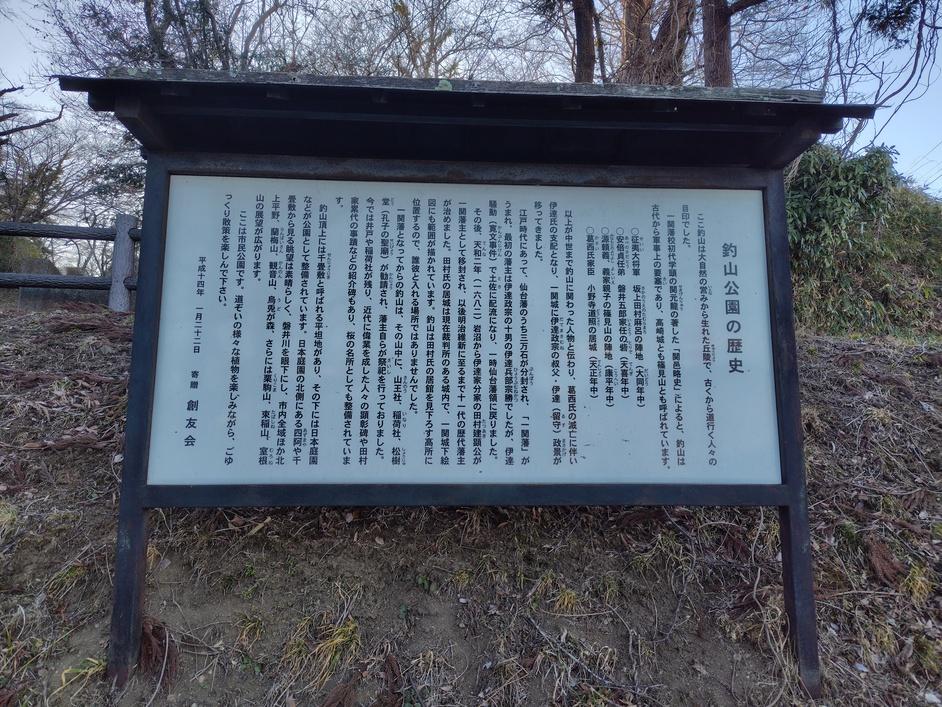 釣山公園の歴史
ここ釣山は大自然の営みから生れた丘陵で、古くから道行く人々の
目印でした。
一関藩校初代学頭の関元龍の著した「関邑略史」によると、釣山は
古代から軍事上の要塞であり、高崎城とも篠見山とも呼ばれています。
○征夷大将軍 坂上田村麻呂の陣地（大同年中）
○安倍貞任弟 磐井五郎家任の砦（天喜年中）
○源頼義、義家親子の篠見山の陣地（康平年中）
○葛西氏家臣 小野寺道照の居城（天正年中）
以上が中世までに釣山に関わった人物と伝わり、葛西氏の滅亡に伴い
伊達氏の支配となり、一関城に伊達政宗の叔父・伊達（留守）政景が
移ってきました。
江戸時代にあって、仙台藩のうち三万石が分封され、「一関藩」が
うまれ、最初の藩主は伊達政宗の十男の伊達兵部宗勝でしたが、伊達
騒動（寛文事件）で土佐に配流になり、一時仙台藩領に戻りました。
その後、天和二年（一六八二）岩沼から伊達家分家の田村建顕公が
一関藩主として移封され、以後明治維新に至るまで十一代の歴代藩主
が治めました。田村氏の居城は現在裁判所のある城内で、一関城下絵
図にも範囲が描かれています。釣山は田村氏の居館を見下ろす高所に
位置するので、誰彼と入れる場所ではありませんでした。
一関藩となってからの釣山は、その山中に、山王社、稲荷社、松樹
堂（孔子の聖廟）が勧請され、藩主自らが祭祀を行っておりました。
今では井戸や稲荷社が残り、近代に偉業を成した人々の顕彰碑や田村
家累代の事蹟などの紹介碑もあり、桜の名所としても整備されていま
す。
釣山頂上には千畳敷と呼ばれる平坦地があり、その下には日本庭園
などが公園として整備されています。日本庭園の北側にある四阿や千
畳敷から見る眺望は素晴らしく、磐井川を眼下にし、市内全域ほか北
上平野、蘭梅山、観音山、烏兎が森、さらには栗駒山、束稲山、室根
山の展望が広がります。
ここは市民公園です。道ぞいの様々な植物を楽しみながら、ごゆ
っくり散策を楽しんで下さい。
平成十四年 一月二十二日 寄贈 創友会